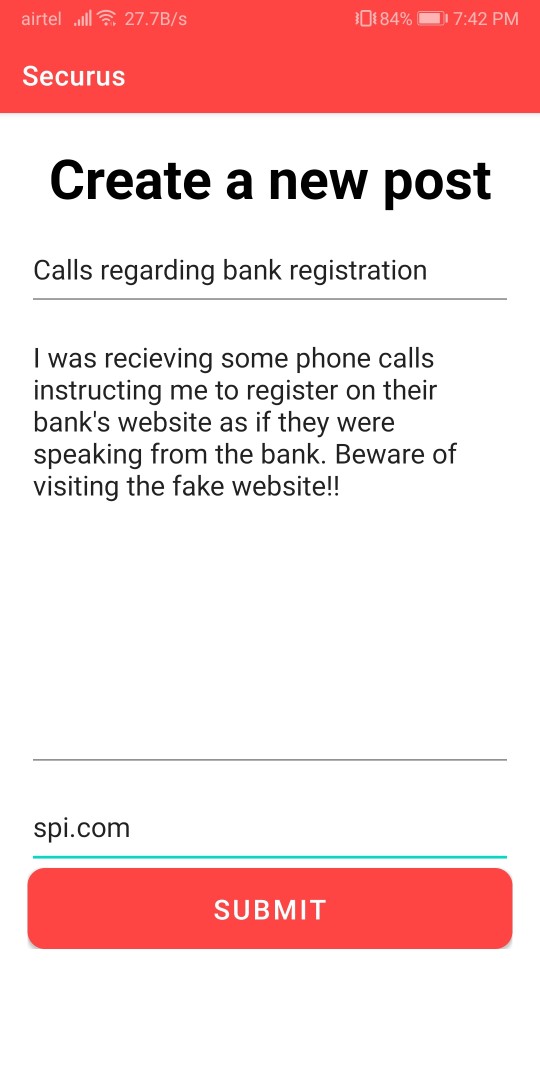 airtel 27.7B/s 84% 7:42 PM
Securus
Create a new post
Calls regarding bank registration
I was recieving some phone calls
instructing me to register on their
bank's website as if they were
speaking from the bank. Beware of
visiting the fake website!!
spi.com
SUBMIT